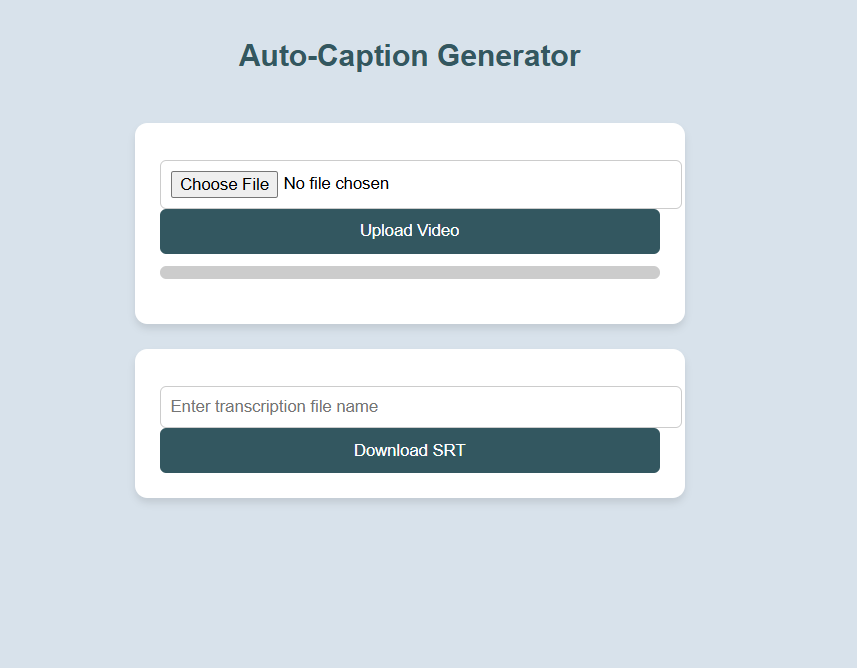 Auto-Caption Generator
Choose File No file chosen
Upload Video
Enter transcription file name
Download SRT